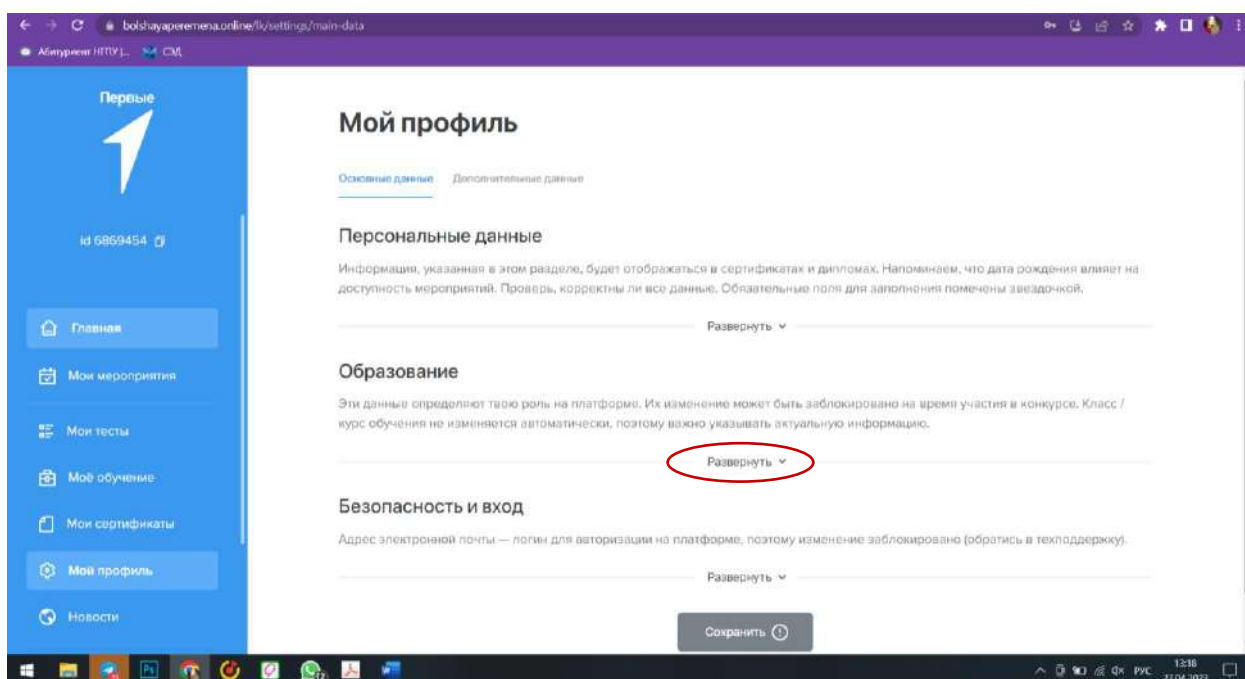 bolshayaperemena.online/lk/settings/main-data
Абитуриент НГПУ |...
СМ,
Первые
id 6869454
Главная
Мои мероприятия
Мои тесты
Моё обучение
Мои сертификаты
Мой профиль
Новости
Мой профиль
Основные данные Дополнительные данные
Персональные данные
Информация, указанная в этом разделе, будет отображаться в сертификатах и дипломах. Напоминаем, что дата рождения влияет на
доступность мероприятий. Проверь, корректны ли все данные. Обязательные поля для заполнения помечены звездочкой.
Развернуть
Образование
Эти данные определяют твою роль на платформе. Их изменение может быть заблокировано на время участия в конкурсе. Класс /
курс обучения не изменяется автоматически, поэтому важно указывать актуальную информацию.
Развернуть
Безопасность и вход
Адрес электронной почты — логин для авторизации на платформе, поэтому изменение заблокировано (обратись в техподдержку).
Развернуть
Сохранить
Ps
РУС
13:18
27.04.2023